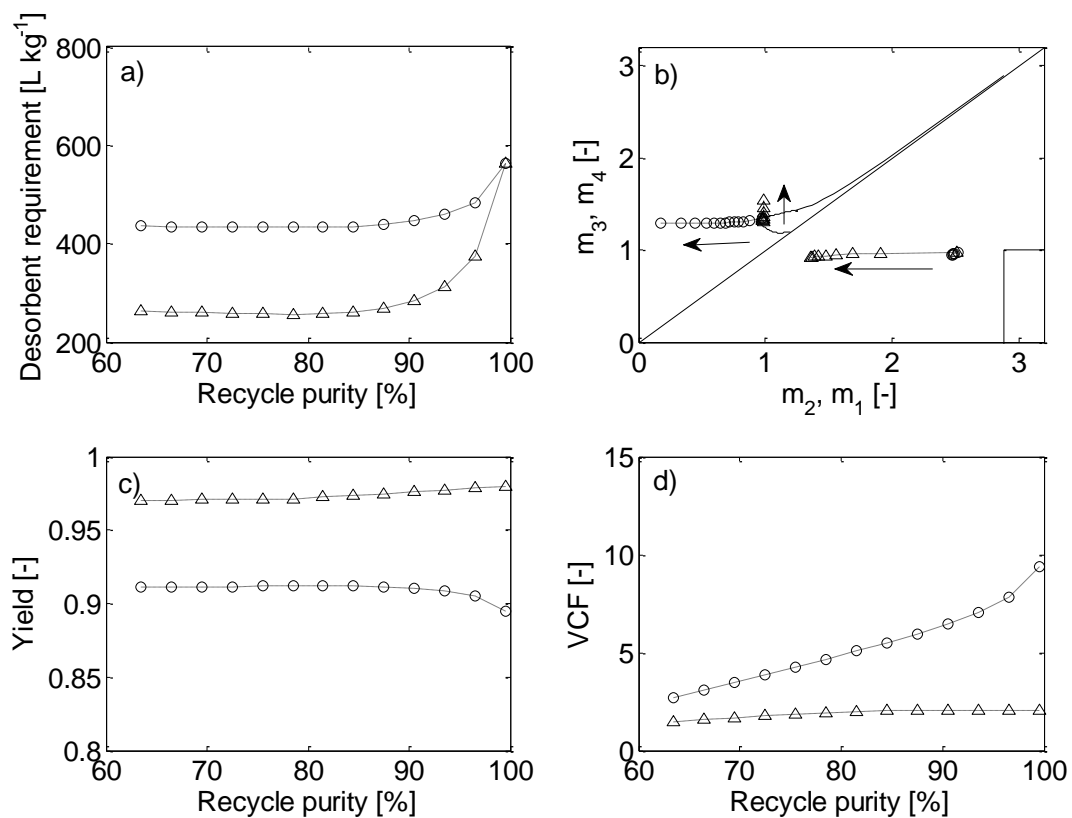 a)
Desorbent requirement [L kg⁻¹]
800
600
400
200
60 70 80 90 100
Recycle purity [%]
b)
m₃, m₄ [-]
3
2
1
0
0 1 2 3
m₂, m₁ [-]
c)
Yield [-]
1
0.95
0.9
0.85
0.8
60 70 80 90 100
Recycle purity [%]
d)
VCF [-]
15
10
5
0
60 70 80 90 100
Recycle purity [%]